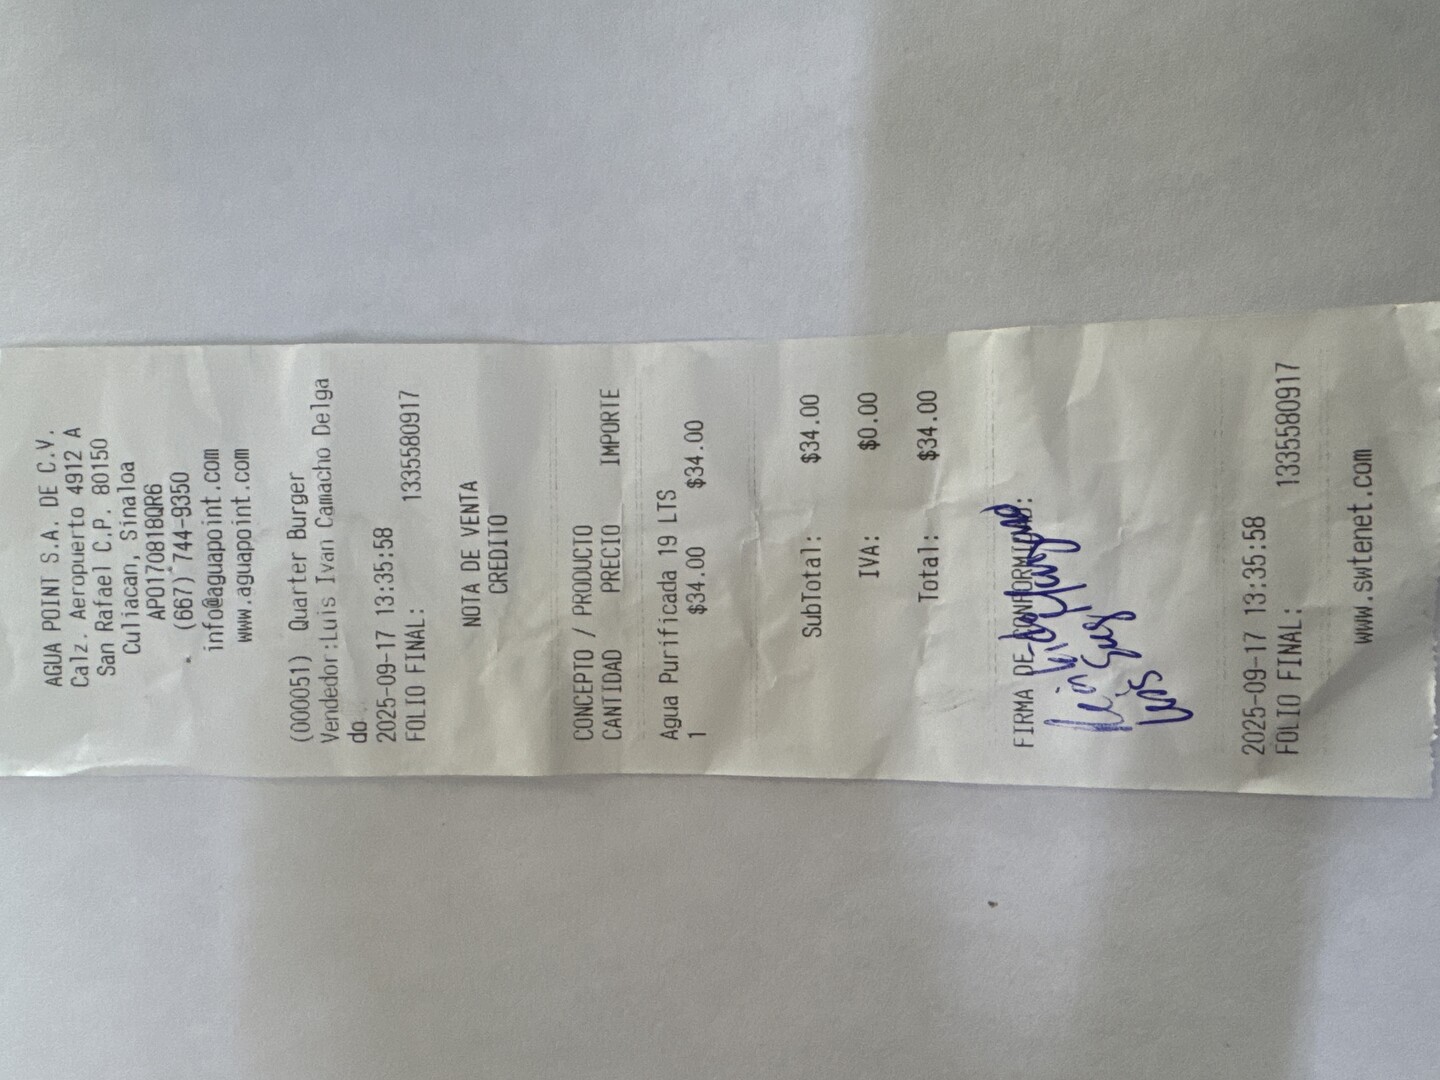 AGUA POINT S.A. DE C.V.
Calz. Aeropuerto 4912 A
San Rafael C.P. 80150
Culiacan, Sinaloa
APO170818QR6
(667) 744-9350
info@aguapoint.com
www.aguapoint.com
(000051) Quarter Burger
Vendedor:Luis Ivan Camacho Delga
do
2025-09-17 13:35:58
FOLIO FINAL: 1335580917
NOTA DE VENTA
CREDITO
CONCEPTO / PRODUCTO
CANTIDAD PRECIO IMPORTE
Agua Purificada 19 LTS
1 $34.00 $34.00
SubTotal: $34.00
IVA: $0.00
Total: $34.00
FIRMA DE CONFORMIDAD:
2025-09-17 13:35:58
FOLIO FINAL: 1335580917
www.swtenet.com